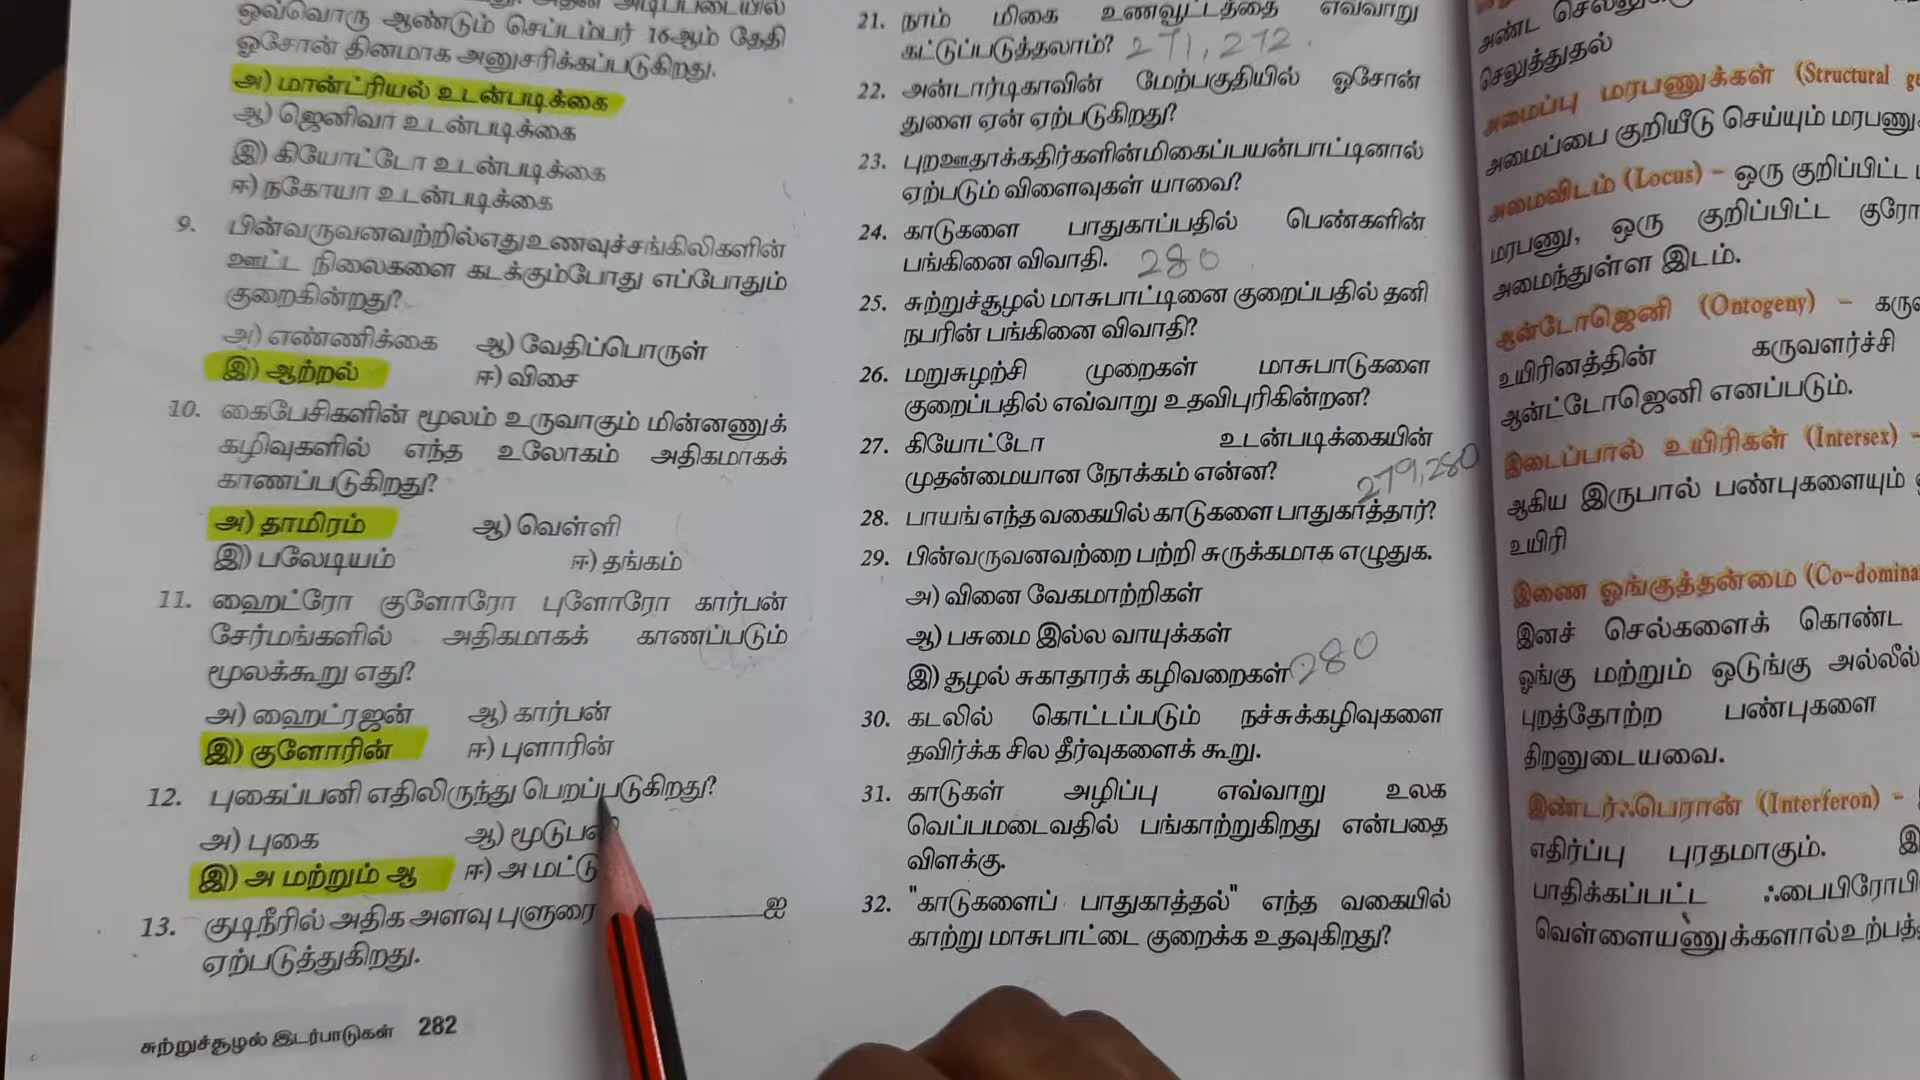 ஒவ்வொரு ஆண்டும் செப்டம்பர் 16ஆம் தேதி
ஓசோன் தினமாக அனுசரிக்கப்படுகிறது.
அ) மாண்ட்ரியல் உடன்படிக்கை
ஆ) ஜெனிவா உடன்படிக்கை
இ) கியோட்டோ உடன்படிக்கை
ஈ) நகோயா உடன்படிக்கை
9. பின்வருவனவற்றில் எது உணவுச்சங்கிலிகளின்
ஊட்ட நிலைகளை கடக்கும்போது எப்போதும்
குறைகின்றது?
அ) எண்ணிக்கை ஆ) வேதிப்பொருள்
இ) ஆற்றல் ஈ) விசை
10. கைபேசிகளின் மூலம் உருவாகும் மின்னணுக்
கழிவுகளில் எந்த உலோகம் அதிகமாகக்
காணப்படுகிறது?
அ) தாமிரம் ஆ) வெள்ளி
இ) பலேடியம் ஈ) தங்கம்
11. ஹைட்ரோ குளோரோ புளோரோ கார்பன்
சேர்மங்களில் அதிகமாகக் காணப்படும்
மூலக்கூறு எது?
அ) ஹைட்ரஜன் ஆ) கார்பன்
இ) குளோரின் ஈ) புளாரின்
12. புகைப்பனி எதிலிருந்து பெறப்படுகிறது?
அ) புகை ஆ)
இ) அ மற்றும் ஆ ஈ) அ
13. குடிநீரில் அதிக அளவு ஐ
ஏற்படுத்துகிறது.
சுற்றுச்சூழல் இடர்பாடுகள் 282
21. நாம் மிகை உணவூட்டத்தை எவ்வாறு
கட்டுப்படுத்தலாம்? 271, 272.
22. அன்டார்டிகாவின் மேற்பகுதியில் ஓசோன்
துளை ஏன் ஏற்படுகிறது?
23. புறஊதாக்கதிர்களின்மிகைப்பயன்பாட்டினால்
ஏற்படும் விளைவுகள் யாவை?
24. காடுகளை பாதுகாப்பதில் பெண்களின்
பங்கினை விவாதி. 280
25. சுற்றுச்சூழல் மாசுபாட்டினை குறைப்பதில் தனி
நபரின் பங்கினை விவாதி?
26. மறுசுழற்சி முறைகள் மாசுபாடுகளை
குறைப்பதில் எவ்வாறு உதவிபுரிகின்றன?
27. கியோட்டோ உடன்படிக்கையின்
முதன்மையான நோக்கம் என்ன?
279,280
28. பாயங் எந்த வகையில் காடுகளை பாதுகாத்தார்?
29. பின்வருவனவற்றை பற்றி சுருக்கமாக எழுதுக.
அ) வினை வேகமாற்றிகள்
ஆ) பசுமை இல்ல வாயுக்கள்
இ) சூழல் சுகாதாரக் கழிவறைகள் 280
30. கடலில் கொட்டப்படும் நச்சுக்கழிவுகளை
தவிர்க்க சில தீர்வுகளைக் கூறு.
31. காடுகள் அழிப்பு எவ்வாறு உலக
வெப்பமடைவதில் பங்காற்றுகிறது என்பதை
விளக்கு.
32. "காடுகளைப் பாதுகாத்தல்" எந்த வகையில்
காற்று மாசுபாட்டை குறைக்க உதவுகிறது?
அண்ட
செலுத்துதல்
அமைப்பு மரபணுக்கள் (Structural
அமைப்பை குறியீடு செய்யும்
அமைவிடம் (Locus) – ஒரு குறிப்பிட்ட
மரபணு, ஒரு குறிப்பிட்ட
அமைந்துள்ள இடம்.
ஆன்டோஜெனி (Ontogeny) –
உயிரினத்தின் கருவளர்ச்சி
ஆன்ட்டோஜெனி எனப்படும்.
இடைப்பால் உயிரிகள் (Intersex) –
ஆகிய இருபால் பண்புகளையும்
உயிரி
இணை ஓங்குத்தன்மை
இனச் செல்களைக் கொண்ட
ஓங்கு மற்றும் ஒடுங்கு
புறத்தோற்ற பண்புகளை
திறனுடையவை.
இண்டர்ஃபெரான் (Interferon) –
எதிர்ப்பு புரதமாகும்.
பாதிக்கப்பட்ட
வெள்ளையணுக்களால்